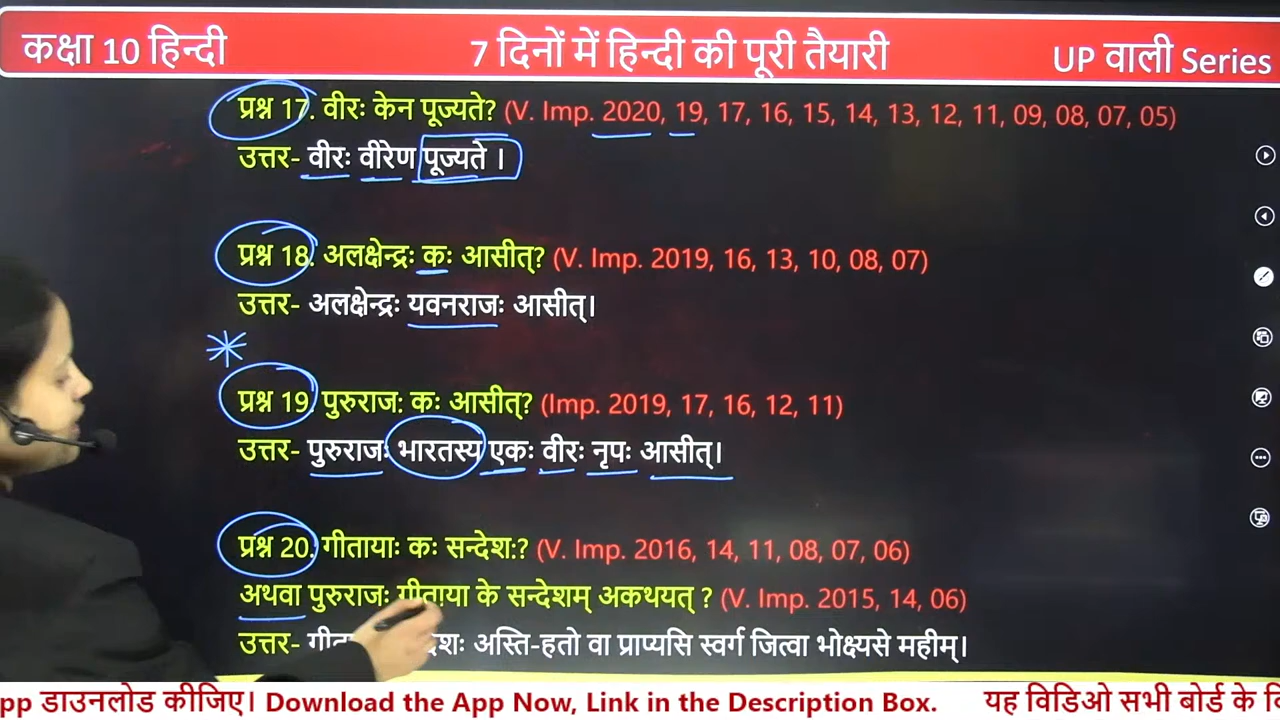 कक्षा 10 हिन्दी 7 दिनों में हिन्दी की पूरी तैयारी UP वाली Series
प्रश्न 17. वीरः केन पूज्यते? (V. Imp. 2020, 19, 17, 16, 15, 14, 13, 12, 11, 09, 08, 07, 05)
उत्तर- वीरः वीरेण पूज्यते ।
प्रश्न 18. अलक्षेन्द्रः कः आसीत्? (V. Imp. 2019, 16, 13, 10, 08, 07)
उत्तर- अलक्षेन्द्रः यवनराजः आसीत्।
प्रश्न 19. पुरुराज: कः आसीत्? (Imp. 2019, 17, 16, 12, 11)
उत्तर- पुरुराजः भारतस्य एकः वीरः नृपः आसीत्।
प्रश्न 20. गीतायाः कः सन्देश:? (V. Imp. 2016, 14, 11, 08, 07, 06)
अथवा पुरुराजः गीताया के सन्देशम् अकथयत् ? (V. Imp. 2015, 14, 06)
उत्तर- अस्ति-हतो वा प्राप्यसि स्वर्ग जित्वा भोक्ष्यसे महीम्।
pp डाउनलोड कीजिए। Download the App Now, Link in the Description Box. यह विडिओ सभी बोर्ड के